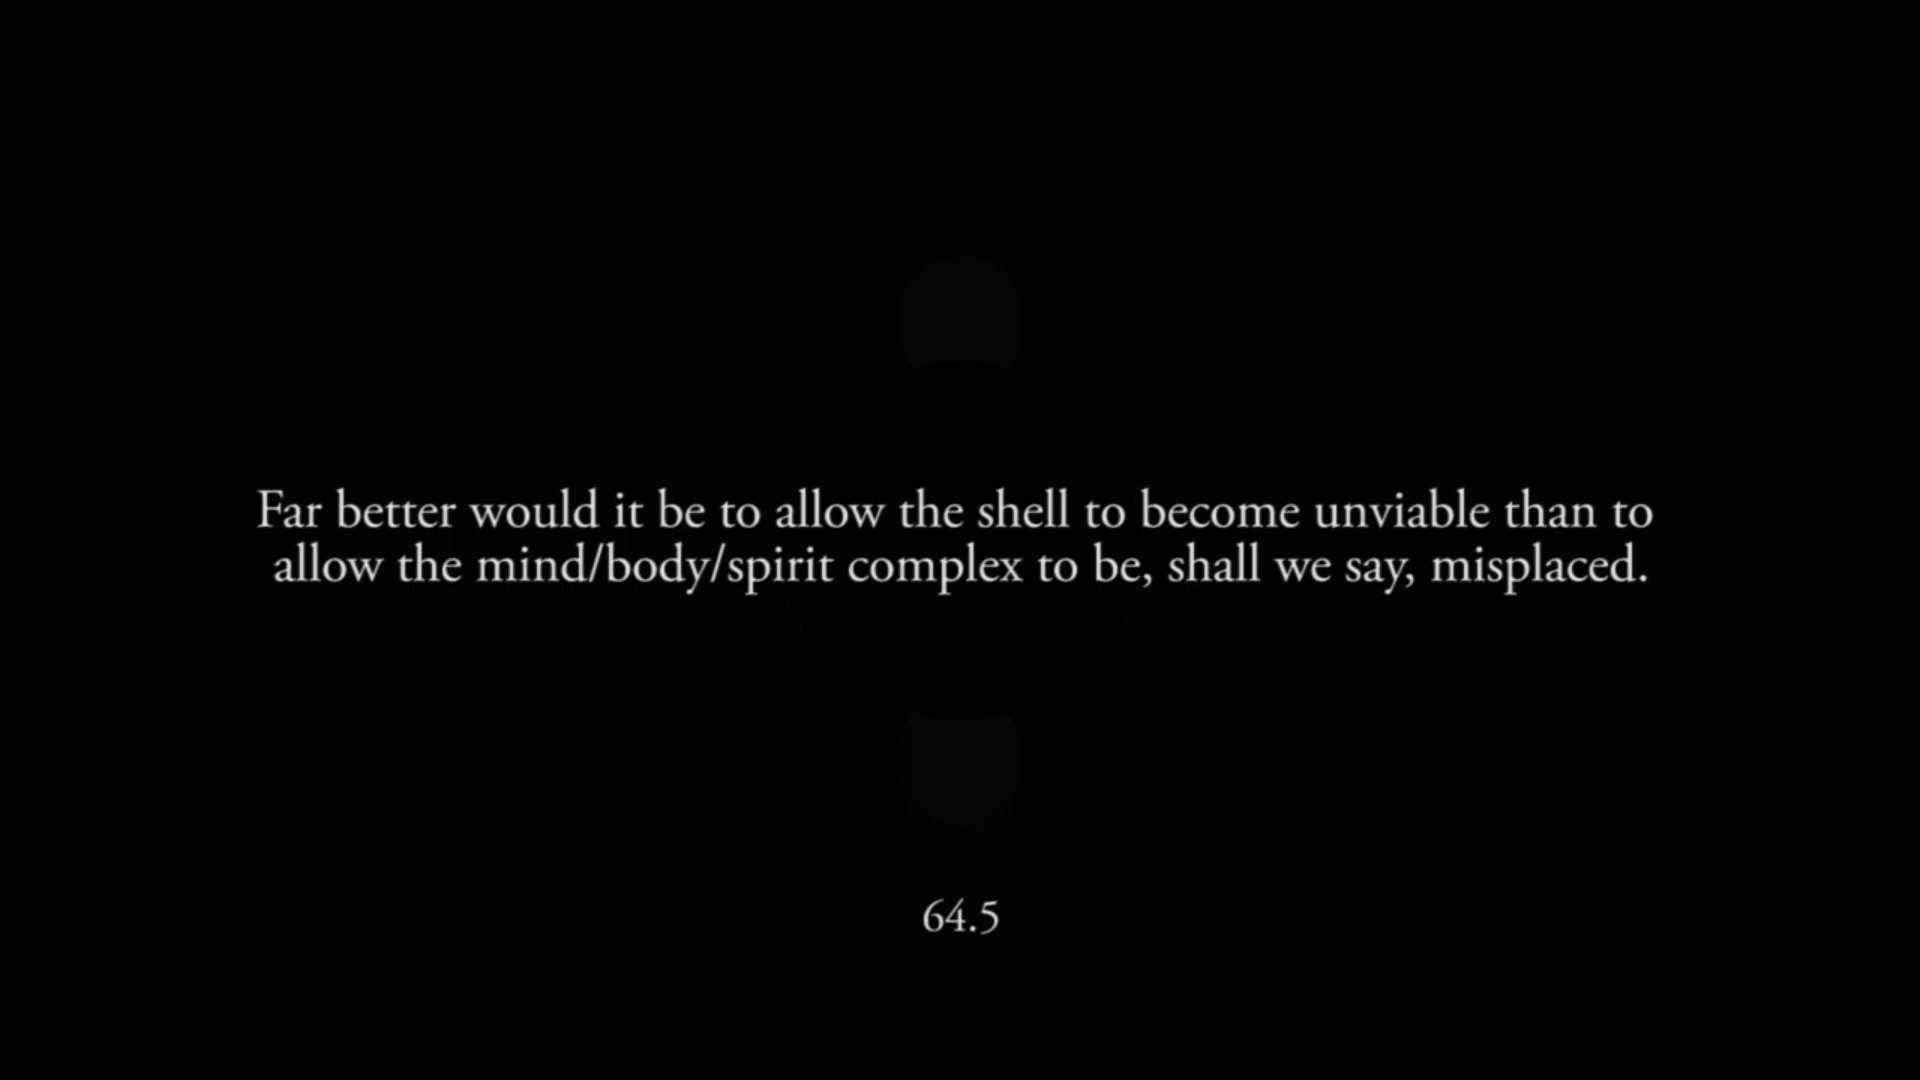 Far better would it be to allow the shell to become unviable than to
allow the mind/body/spirit complex to be, shall we say, misplaced.
64.5